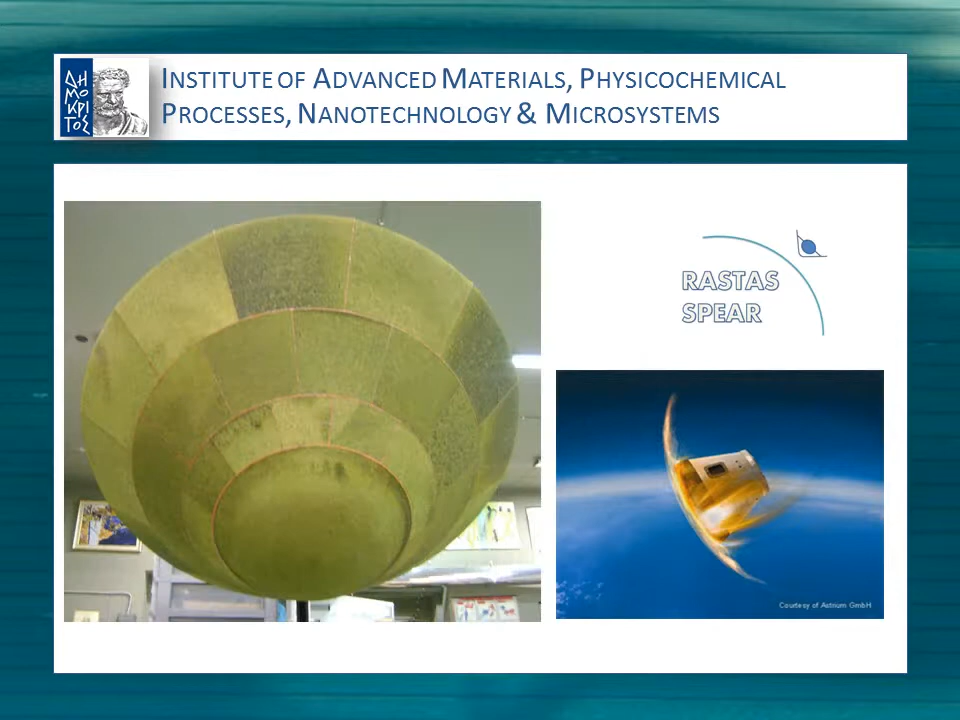 ΔΗ
ΜΟ
ΚΡΙ
ΤΟΣ
INSTITUTE OF ADVANCED MATERIALS, PHYSICOCHEMICAL
PROCESSES, NANOTECHNOLOGY & MICROSYSTEMS
RASTAS
SPEAR
Courtesy of Astrium GmbH